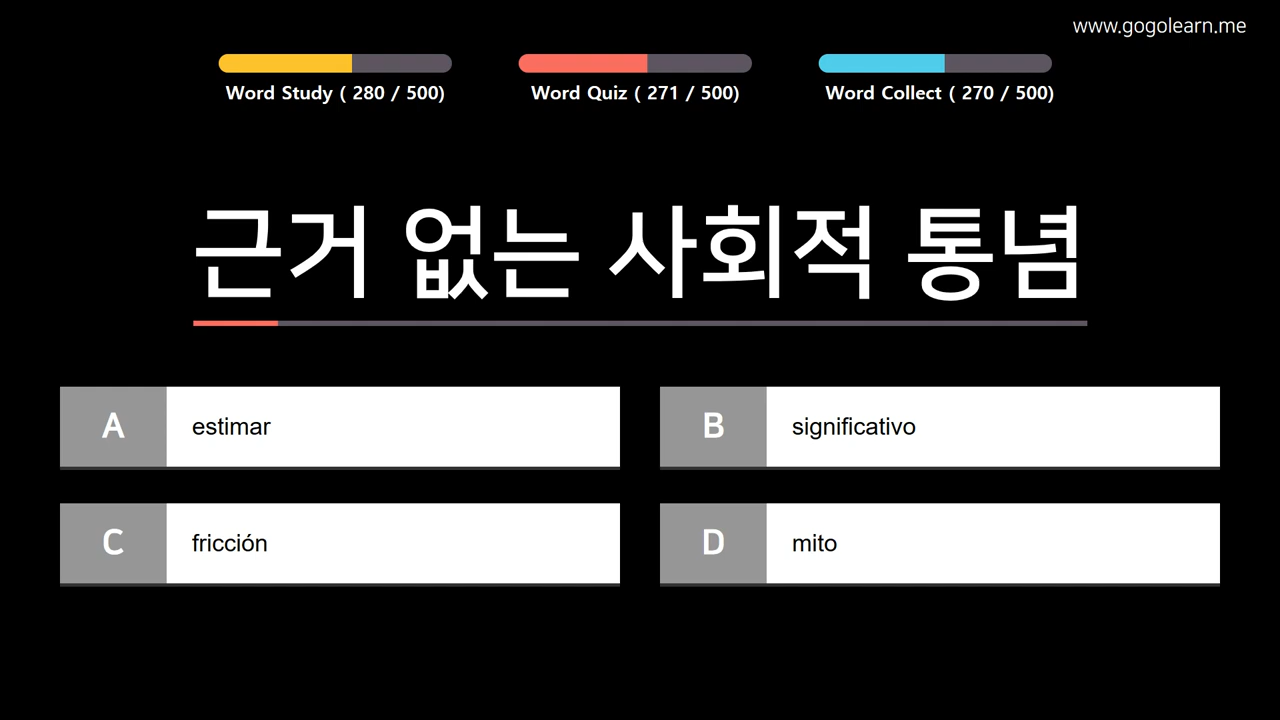 www.gogolearn.me
Word Study ( 280 / 500)
Word Quiz ( 271 / 500)
Word Collect ( 270 / 500)
근거 없는 사회적 통념
A estimar
B significativo
C fricción
D mito